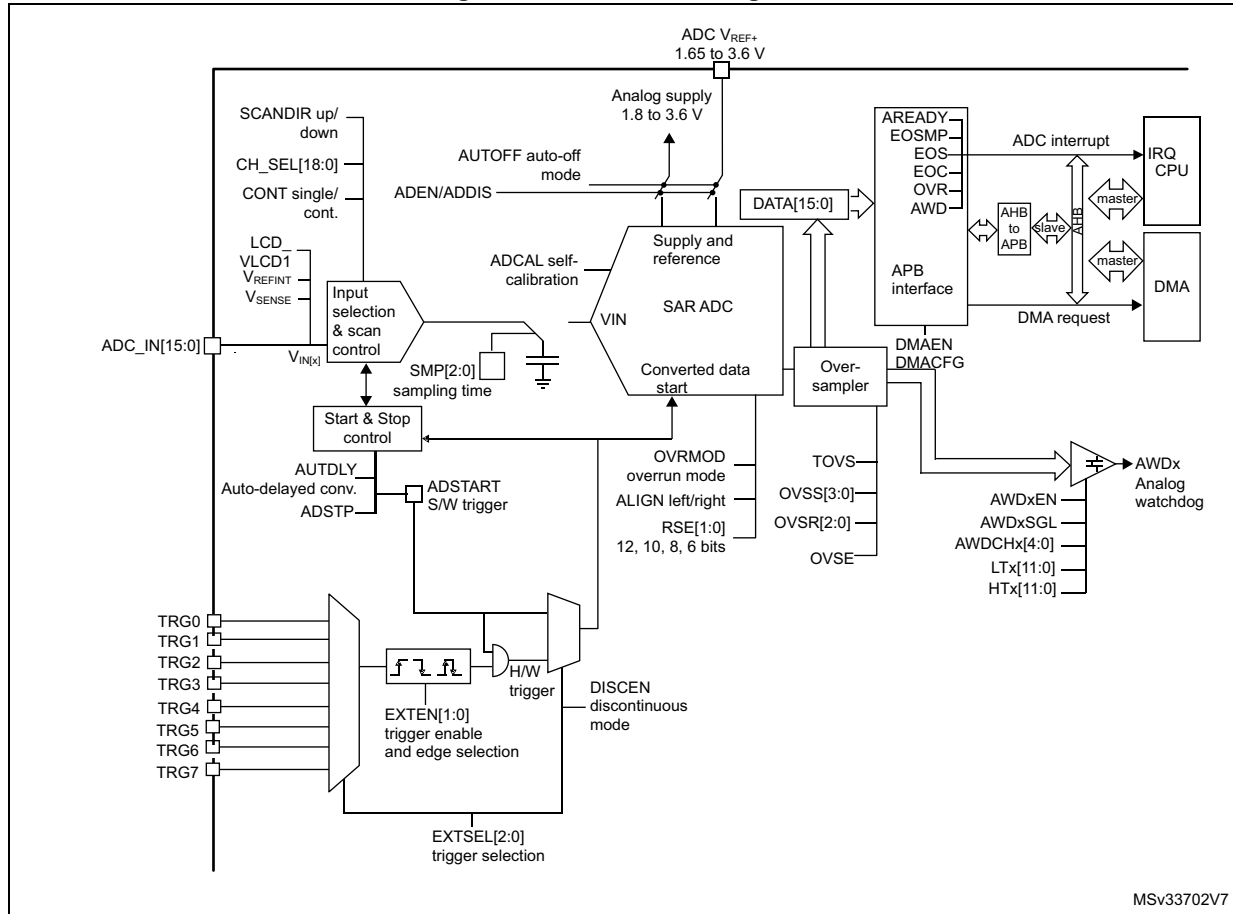 ADC VREF+
1.65 to 3.6 V
Analog supply
1.8 to 3.6 V
SCANDIR up/
down
CH_SEL[18:0]
CONT single/
cont.
AUTOFF auto-off
mode
ADEN/ADDIS
LCD_
VLCD1
VREFINT
VSENSE
ADC_IN[15:0]
VIN[x]
Input
selection
& scan
control
SMP[2:0]
sampling time
ADCAL self-
calibration
Supply and
reference
SAR ADC
VIN
Converted data
start
DATA[15:0]
AREADY
EOSMP
EOS
EOC
OVR
AWD
APB
interface
ADC interrupt
IRQ
CPU
master
AHB
to
APB
slave
AHB
master
DMA
DMA request
DMAEN
DMACFG
Over-
sampler
Start & Stop
control
AUTDLY
Auto-delayed conv.
ADSTP
ADSTART
S/W trigger
OVRMOD
overrun mode
ALIGN left/right
RSE[1:0]
12, 10, 8, 6 bits
TOVS
OVSS[3:0]
OVSR[2:0]
OVSE
AWDx
Analog
watchdog
AWDxEN
AWDxSGL
AWDCHx[4:0]
LTx[11:0]
HTx[11:0]
TRG0
TRG1
TRG2
TRG3
TRG4
TRG5
TRG6
TRG7
H/W
trigger
EXTEN[1:0]
trigger enable
and edge selection
DISCEN
discontinuous
mode
EXTSEL[2:0]
trigger selection
MSv33702V7